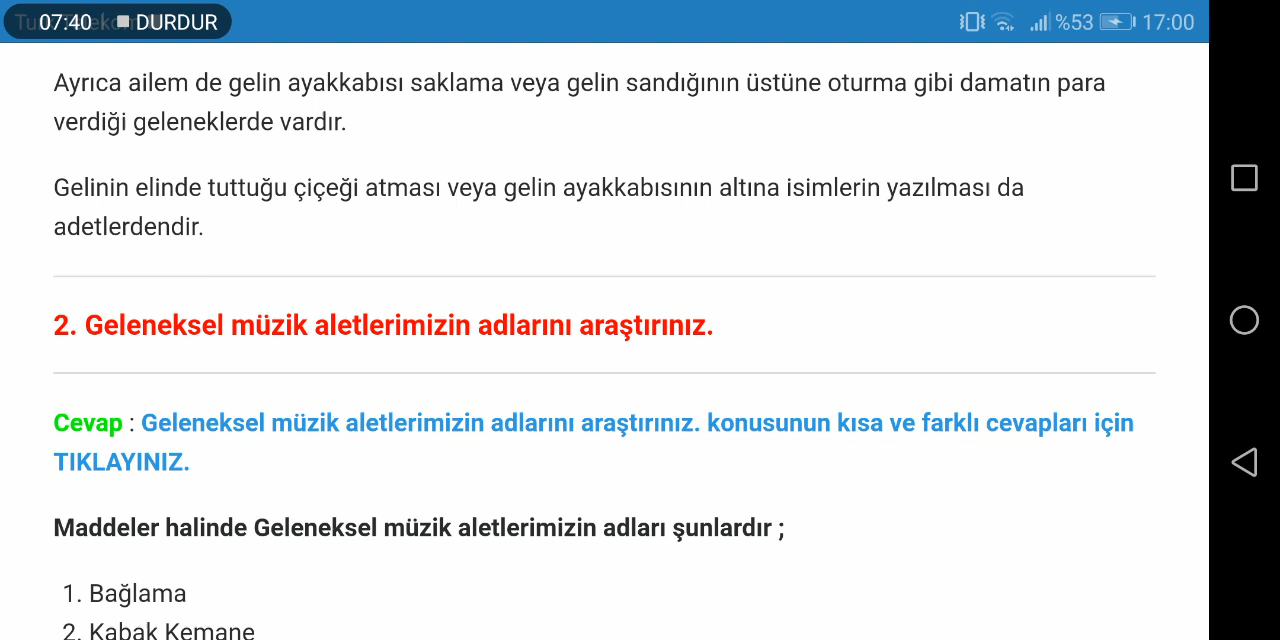 07:40 DURDUR %53 17:00
Ayrıca ailem de gelin ayakkabısı saklama veya gelin sandığının üstüne oturma gibi damatın para
verdiği geleneklerde vardır.
Gelinin elinde tuttuğu çiçeği atması veya gelin ayakkabısının altına isimlerin yazılması da
adetlerdendir.
2. Geleneksel müzik aletlerimizin adlarını araştırınız.
Cevap : Geleneksel müzik aletlerimizin adlarını araştırınız. konusunun kısa ve farklı cevapları için
TIKLAYINIZ.
Maddeler halinde Geleneksel müzik aletlerimizin adları şunlardır ;
1. Bağlama
2. Kabak Kemane